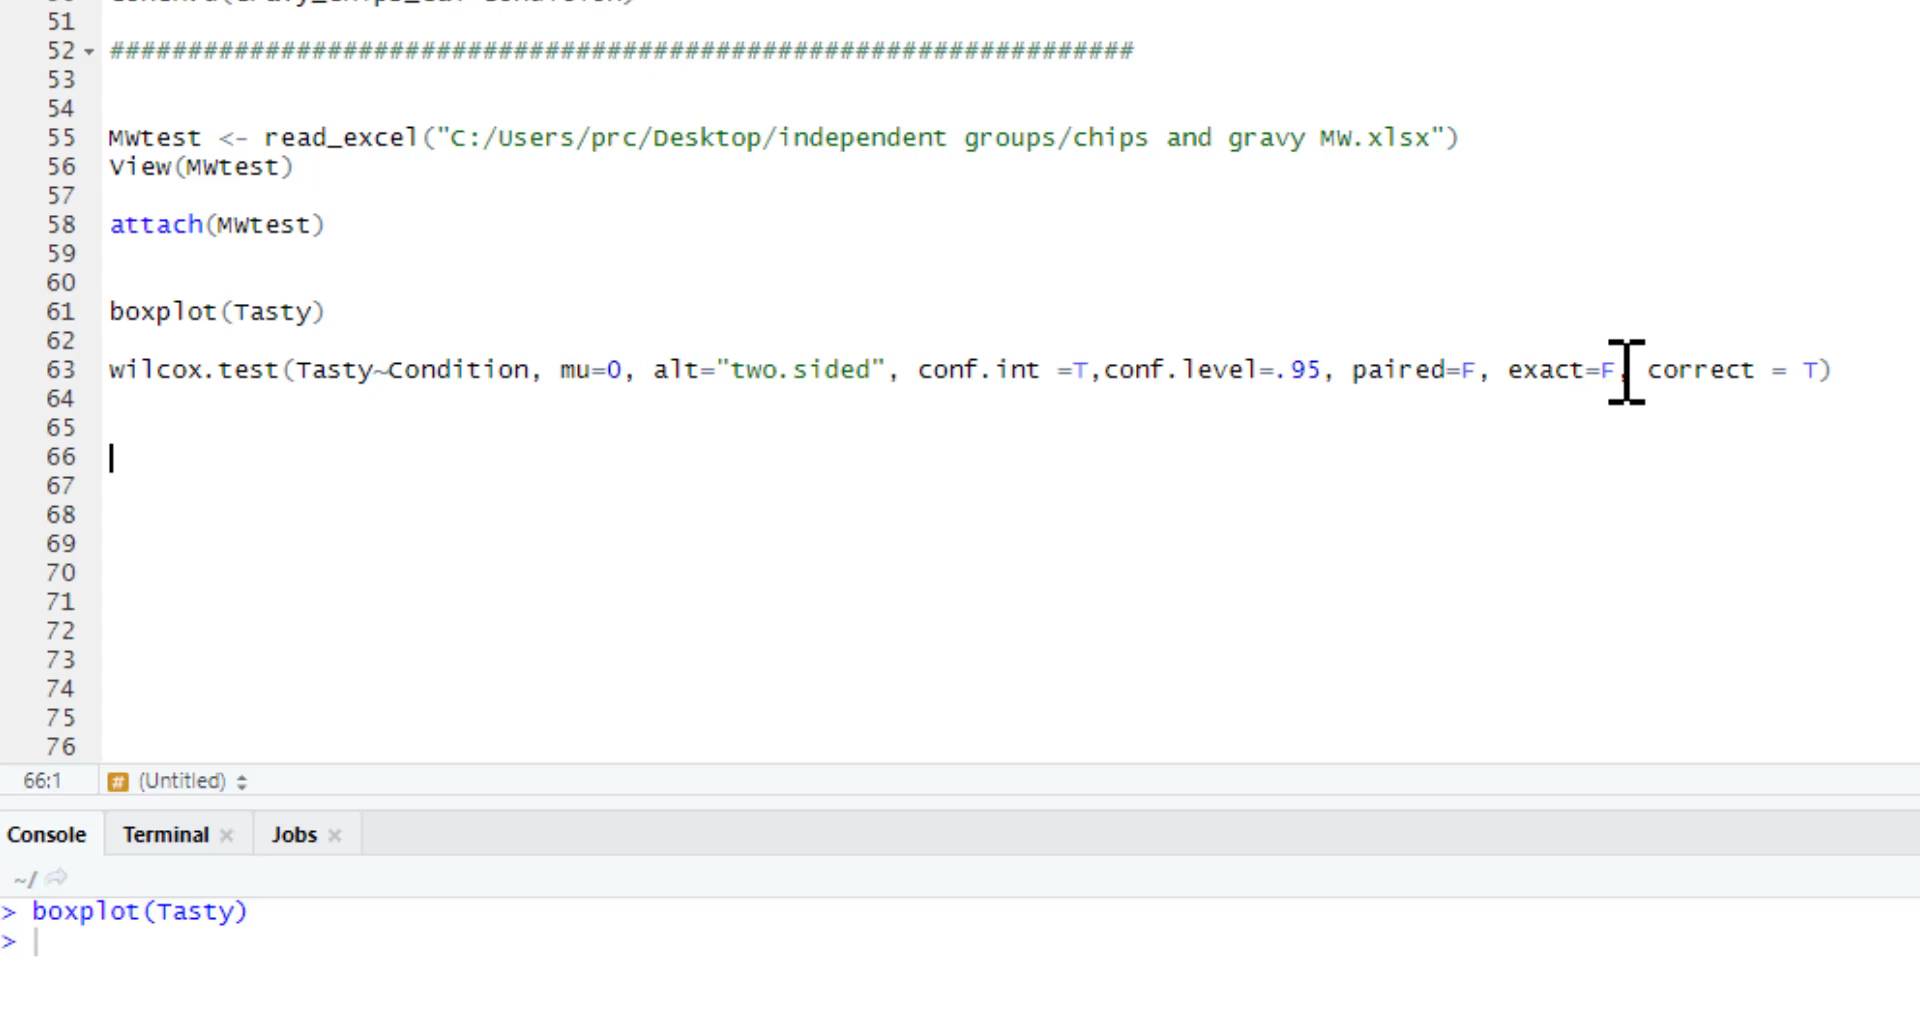 51
52 ##################################################################
53
54
55 MWtest <- read_excel("C:/Users/prc/Desktop/independent groups/chips and gravy MW.xlsx")
56 View(MWtest)
57
58 attach(MWtest)
59
60
61 boxplot(Tasty)
62
63 wilcox.test(Tasty~Condition, mu=0, alt="two.sided", conf.int =T,conf.level=.95, paired=F, exact=F, correct = T)
64
65
66
67
68
69
70
71
72
73
74
75
76
66:1 # (Untitled)
Console Terminal Jobs
~/
> boxplot(Tasty)
>